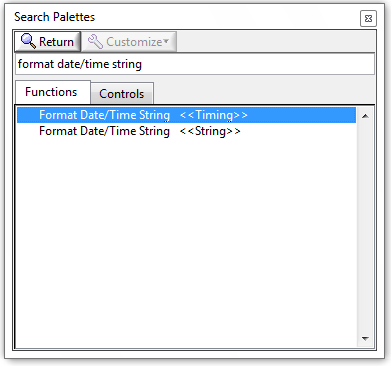 Search Palettes
Return Customize
format date/time string
Functions Controls
Format Date/Time String <<Timing>>
Format Date/Time String <<String>>